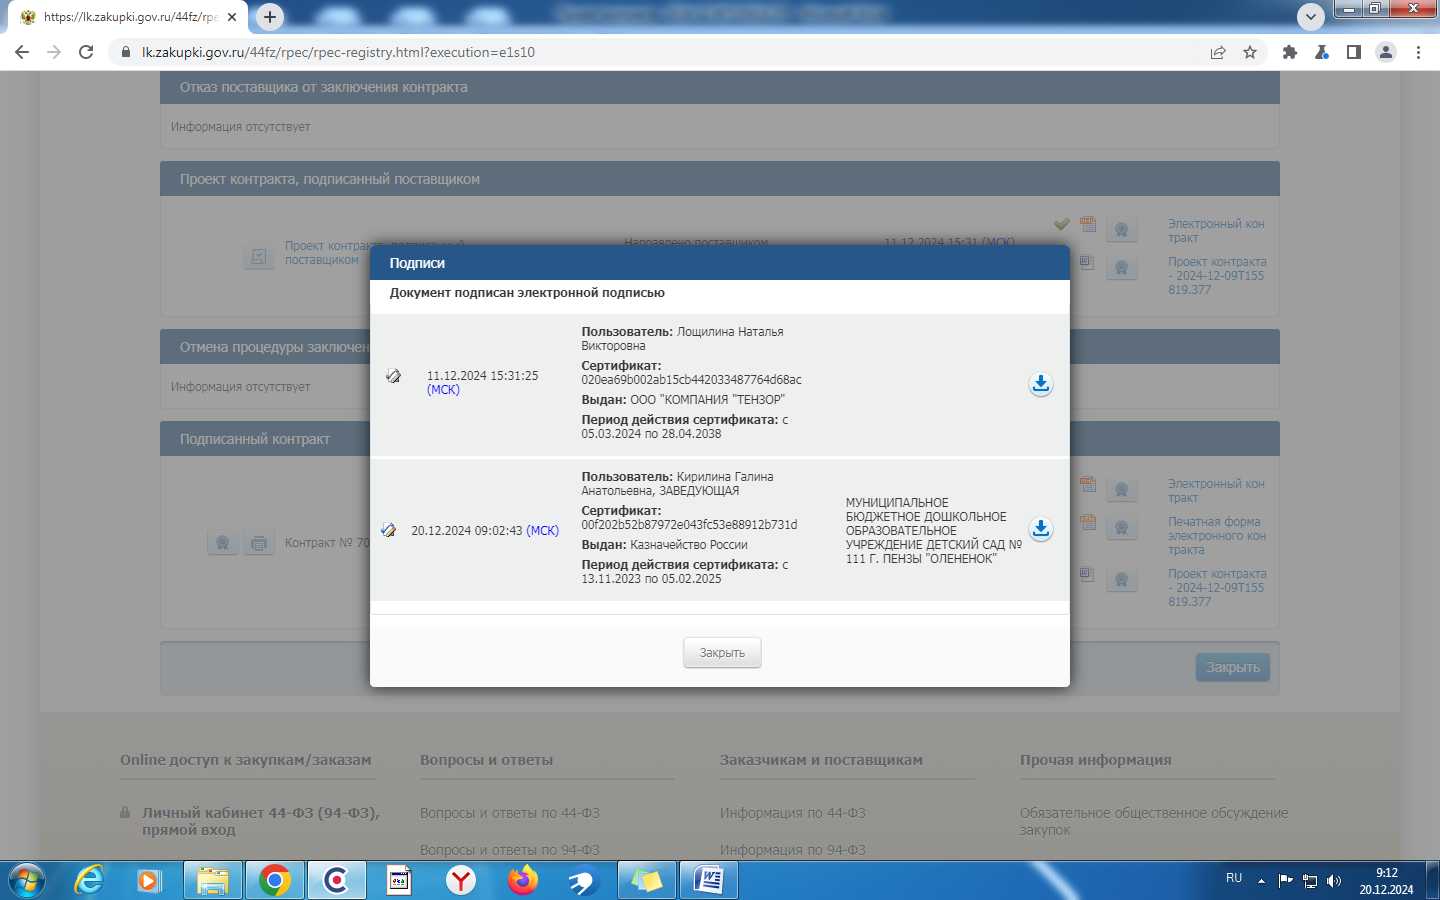 https://lk.zakupki.gov.ru/44fz/rpe
lk.zakupki.gov.ru/44fz/rpec/rpec-registry.html?execution=e1s10
Отказ поставщика от заключения контракта
Информация отсутствует
Проект контракта, подписанный поставщиком
Проект контракта, подписанный
поставщиком
Направлено поставщиком
11.12.2024 15:31 (МСК)
Электронный кон
тракт
Проект контракта
- 2024-12-09T155
819.377
Отмена процедуры заключен
Информация отсутствует
Подписанный контракт
Контракт № 70
Электронный кон
тракт
Печатная форма
электронного кон
тракта
Проект контракта
- 2024-12-09T155
819.377
Закрыть
Подписи
Документ подписан электронной подписью
11.12.2024 15:31:25
(МСК)
Пользователь: Лощилина Наталья
Викторовна
Сертификат:
020ea69b002ab15cb442033487764d68ac
Выдан: ООО "КОМПАНИЯ "ТЕНЗОР"
Период действия сертификата: с
05.03.2024 по 28.04.2038
20.12.2024 09:02:43 (МСК)
Пользователь: Кирилина Галина
Анатольевна, ЗАВЕДУЮЩАЯ
Сертификат:
00f202b52b87972e043fc53e88912b731d
Выдан: Казначейство России
Период действия сертификата: с
13.11.2023 по 05.02.2025
МУНИЦИПАЛЬНОЕ
БЮДЖЕТНОЕ ДОШКОЛЬНОЕ
ОБРАЗОВАТЕЛЬНОЕ
УЧРЕЖДЕНИЕ ДЕТСКИЙ САД №
111 Г. ПЕНЗЫ "ОЛЕНЕНОК"
Закрыть
Online доступ к закупкам/заказам
Личный кабинет 44-ФЗ (94-ФЗ),
прямой вход
Вопросы и ответы
Вопросы и ответы по 44-ФЗ
Вопросы и ответы по 94-ФЗ
Заказчикам и поставщикам
Информация по 44-ФЗ
Информация по 94-ФЗ
Прочая информация
Обязательное общественное обсуждение
закупок
RU
9:12
20.12.2024